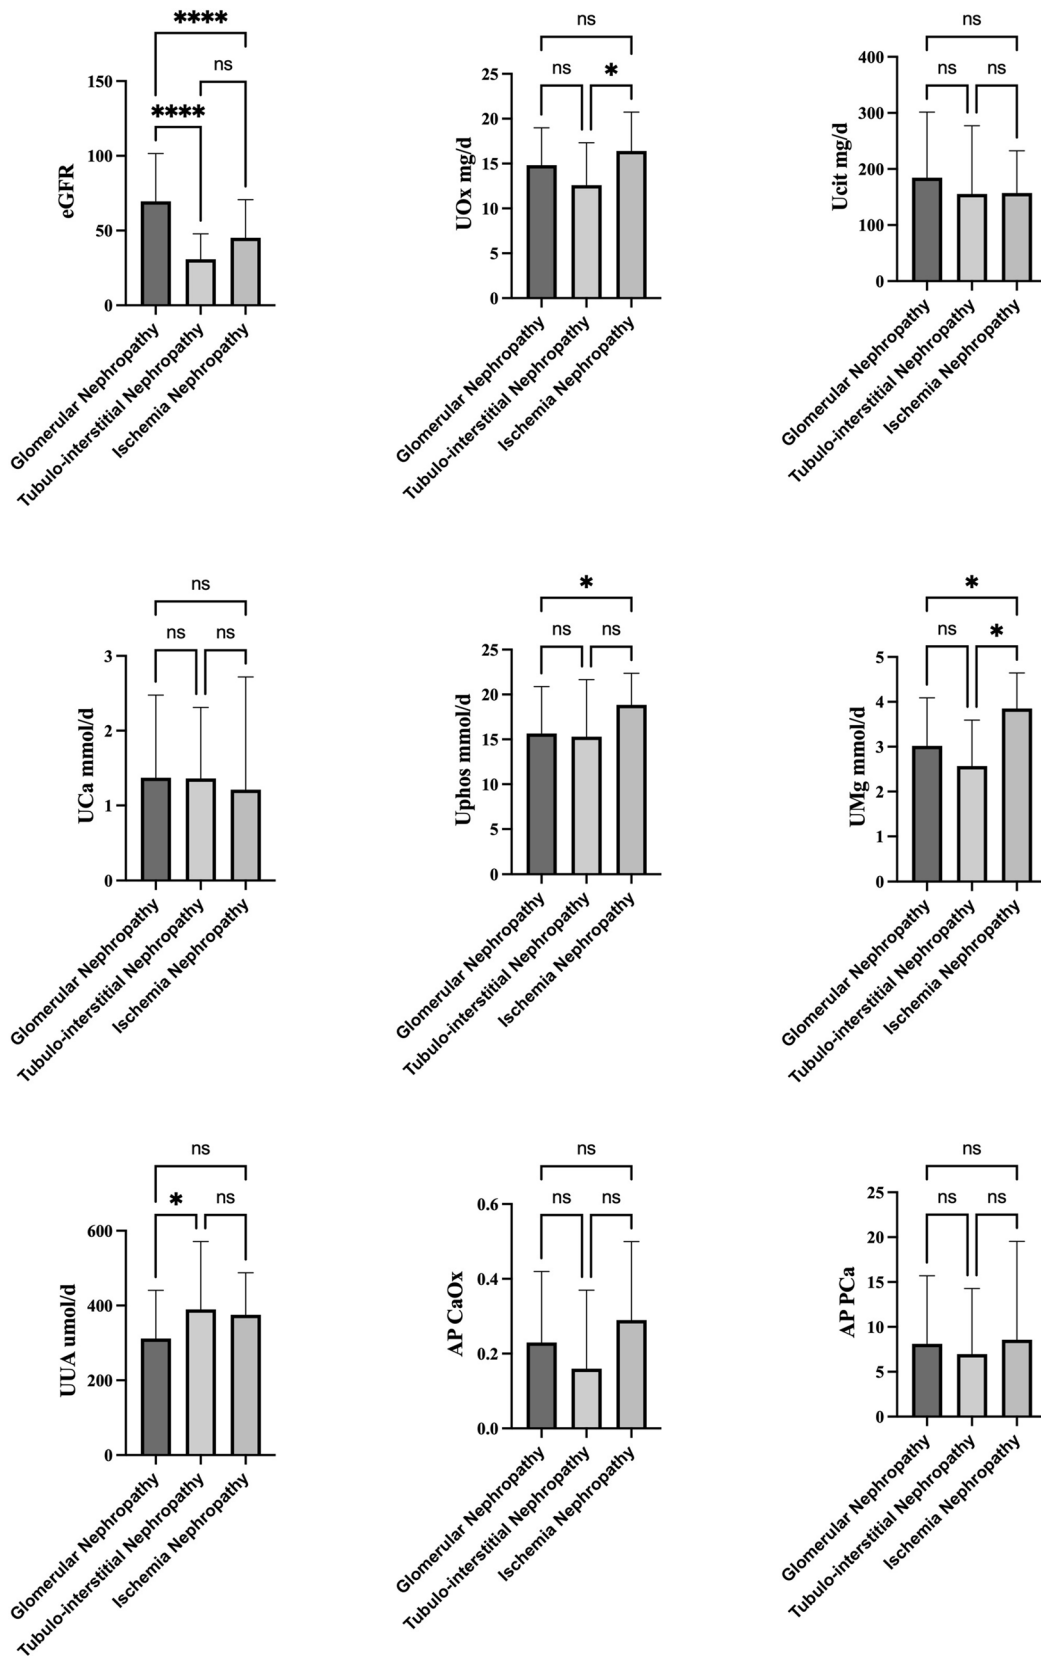 ****
ns
****
150
100
50
0
eGFR
Glomerular Nephropathy
Tubulo-interstitial Nephropathy
Ischemia Nephropathy
ns
ns
*
25
20
15
10
5
0
UOx mg/d
Glomerular Nephropathy
Tubulo-interstitial Nephropathy
Ischemia Nephropathy
ns
ns
ns
400
300
200
100
0
Ucit mg/d
Glomerular Nephropathy
Tubulo-interstitial Nephropathy
Ischemia Nephropathy
ns
ns
ns
3
2
1
0
UCa mmol/d
Glomerular Nephropathy
Tubulo-interstitial Nephropathy
Ischemia Nephropathy
*
ns
ns
25
20
15
10
5
0
Uphos mmol/d
Glomerular Nephropathy
Tubulo-interstitial Nephropathy
Ischemia Nephropathy
*
ns
*
5
4
3
2
1
0
UMg mmol/d
Glomerular Nephropathy
Tubulo-interstitial Nephropathy
Ischemia Nephropathy
ns
*
ns
600
400
200
0
UUA umol/d
Glomerular Nephropathy
Tubulo-interstitial Nephropathy
Ischemia Nephropathy
ns
ns
ns
0.6
0.4
0.2
0.0
AP CaOx
Glomerular Nephropathy
Tubulo-interstitial Nephropathy
Ischemia Nephropathy
ns
ns
ns
25
20
15
10
5
0
AP PCa
Glomerular Nephropathy
Tubulo-interstitial Nephropathy
Ischemia Nephropathy